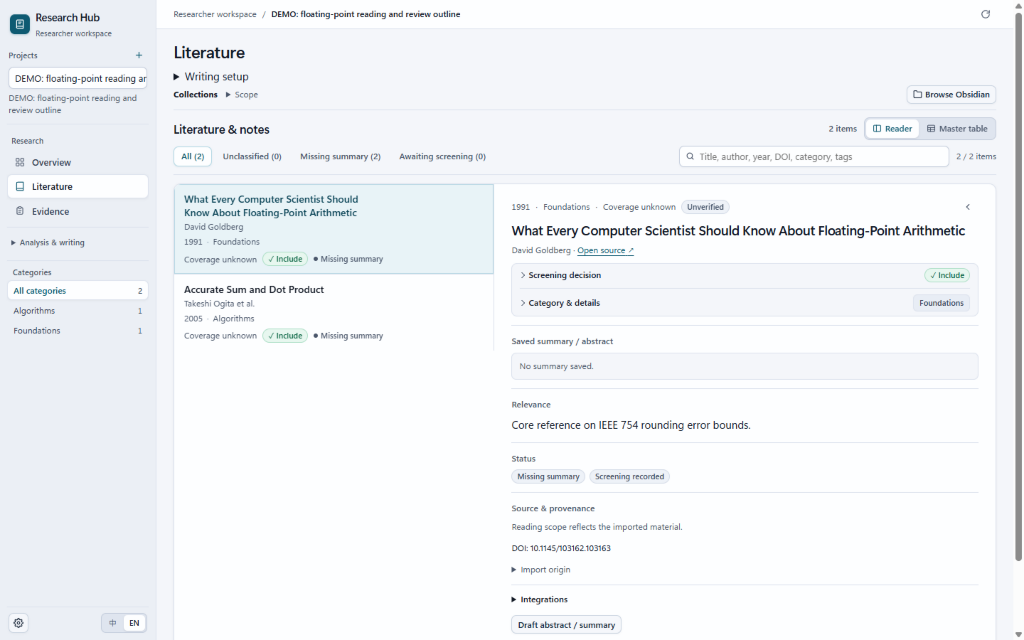 Research Hub
Researcher workspace
Projects
+
DEMO: floating-point reading ar
DEMO: floating-point reading and
review outline
Research
Overview
Literature
Evidence
Analysis & writing
Categories
All categories 2
Algorithms 1
Foundations 1
中 EN
Researcher workspace / DEMO: floating-point reading and review outline
Literature
Writing setup
Collections Scope
Browse Obsidian
Literature & notes
2 items Reader Master table
All (2) Unclassified (0) Missing summary (2) Awaiting screening (0)
Title, author, year, DOI, category, tags
2 / 2 items
What Every Computer Scientist Should
Know About Floating-Point Arithmetic
David Goldberg
1991 · Foundations
Coverage unknown ✓ Include Missing summary
Accurate Sum and Dot Product
Takeshi Ogita et al.
2005 · Algorithms
Coverage unknown ✓ Include Missing summary
1991 · Foundations · Coverage unknown Unverified
What Every Computer Scientist Should Know About Floating-Point Arithmetic
David Goldberg · Open source ↗
Screening decision ✓ Include
Category & details Foundations
Saved summary / abstract
No summary saved.
Relevance
Core reference on IEEE 754 rounding error bounds.
Status
Missing summary Screening recorded
Source & provenance
Reading scope reflects the imported material.
DOI: 10.1145/103162.103163
Import origin
Integrations
Draft abstract / summary